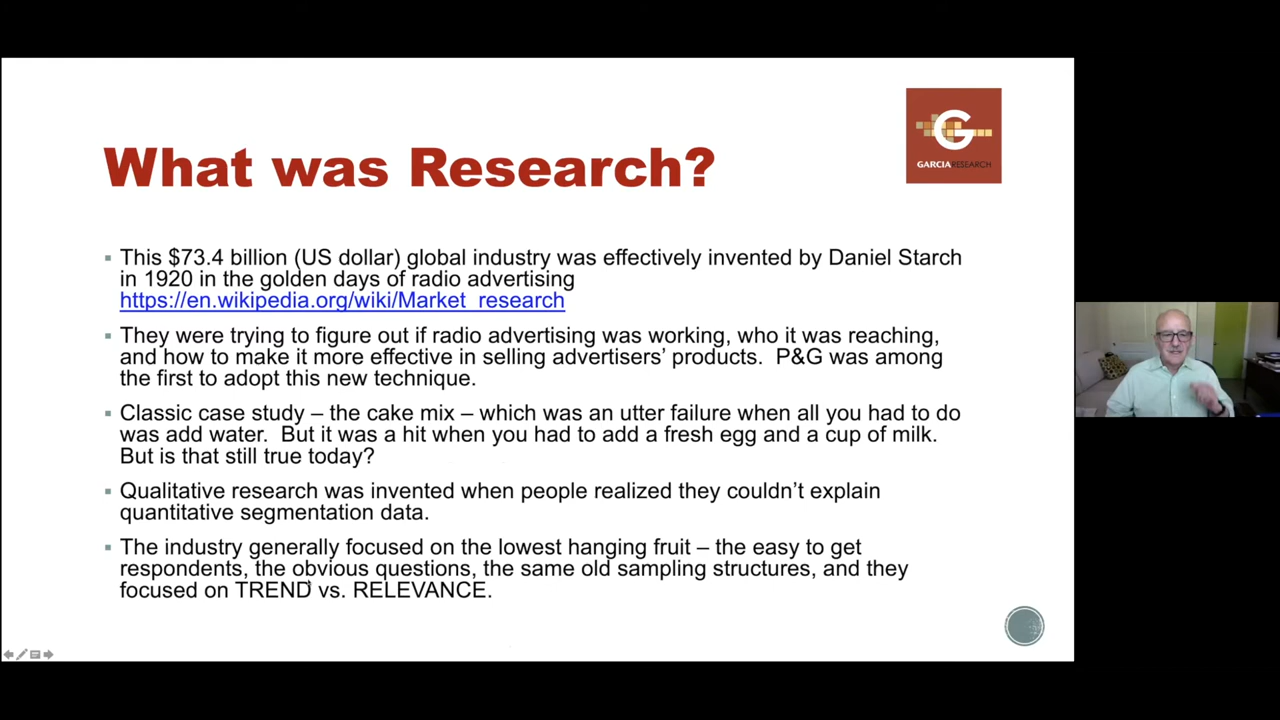 What was Research?
G
GARCIARESEARCH
This $73.4 billion (US dollar) global industry was effectively invented by Daniel Starch
in 1920 in the golden days of radio advertising
https://en.wikipedia.org/wiki/Market_research
They were trying to figure out if radio advertising was working, who it was reaching,
and how to make it more effective in selling advertisers’ products.  P&G was among
the first to adopt this new technique.
Classic case study – the cake mix – which was an utter failure when all you had to do
was add water.  But it was a hit when you had to add a fresh egg and a cup of milk.
But is that still true today?
Qualitative research was invented when people realized they couldn’t explain
quantitative segmentation data.
The industry generally focused on the lowest hanging fruit – the easy to get
respondents, the obvious questions, the same old sampling structures, and they
focused on TREND vs. RELEVANCE.